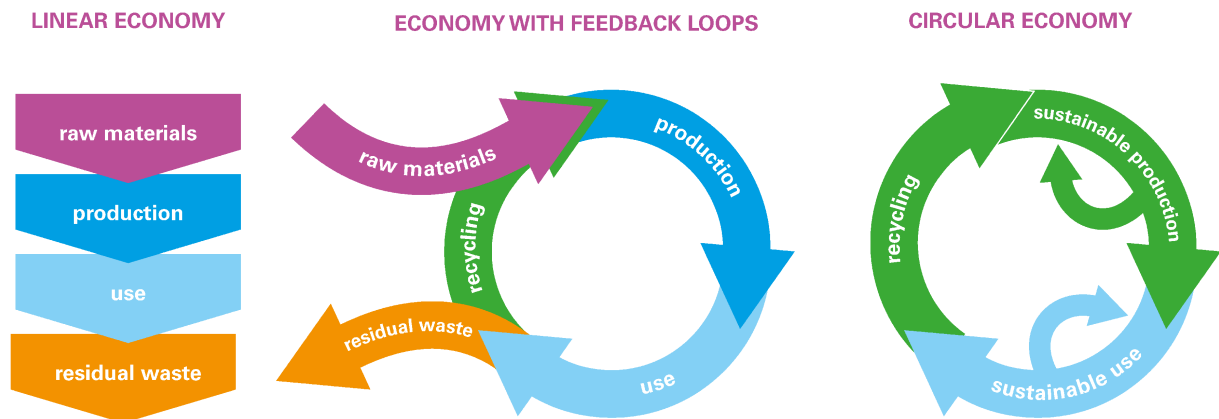 LINEAR ECONOMY
raw materials
production
use
residual waste
ECONOMY WITH FEEDBACK LOOPS
raw materials
production
recycling
residual waste
use
CIRCULAR ECONOMY
sustainable production
recycling
sustainable use